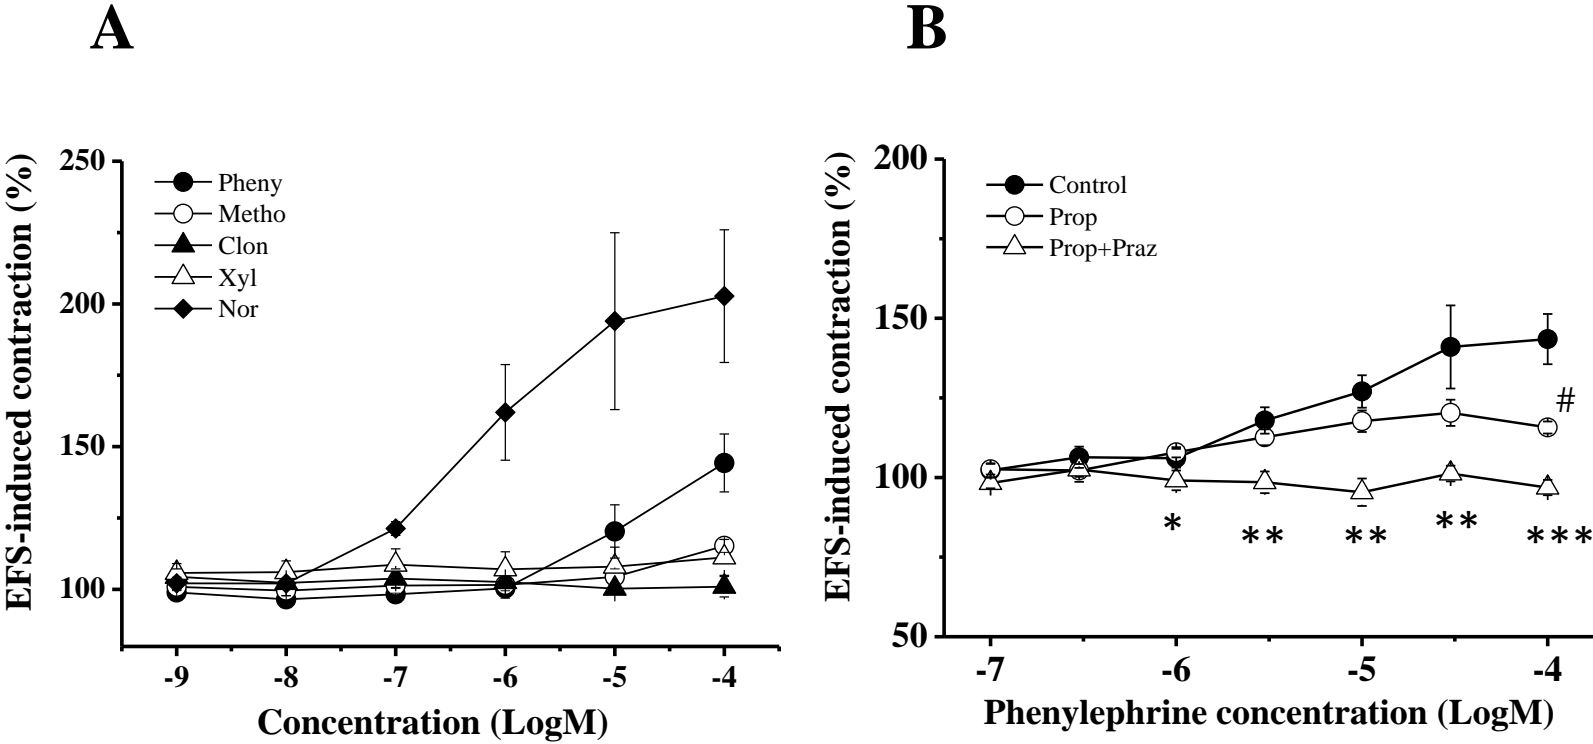 A
EFS-induced contraction (%)
250
200
150
100
Pheny
Metho
Clon
Xyl
Nor
-9 -8 -7 -6 -5 -4
Concentration (LogM)
B
EFS-induced contraction (%)
200
150
100
50
Control
Prop
Prop+Praz
#
* ** ** ** ***
-7 -6 -5 -4
Phenylephrine concentration (LogM)